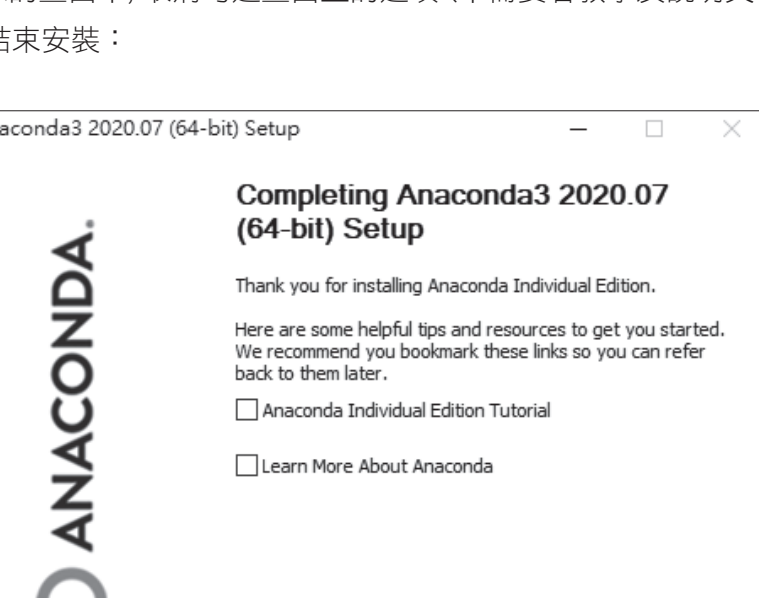 結束安裝：
aconda3 2020.07 (64-bit) Setup
ANACONDA.
Completing Anaconda3 2020.07
(64-bit) Setup
Thank you for installing Anaconda Individual Edition.
Here are some helpful tips and resources to get you started.
We recommend you bookmark these links so you can refer
back to them later.
Anaconda Individual Edition Tutorial
Learn More About Anaconda